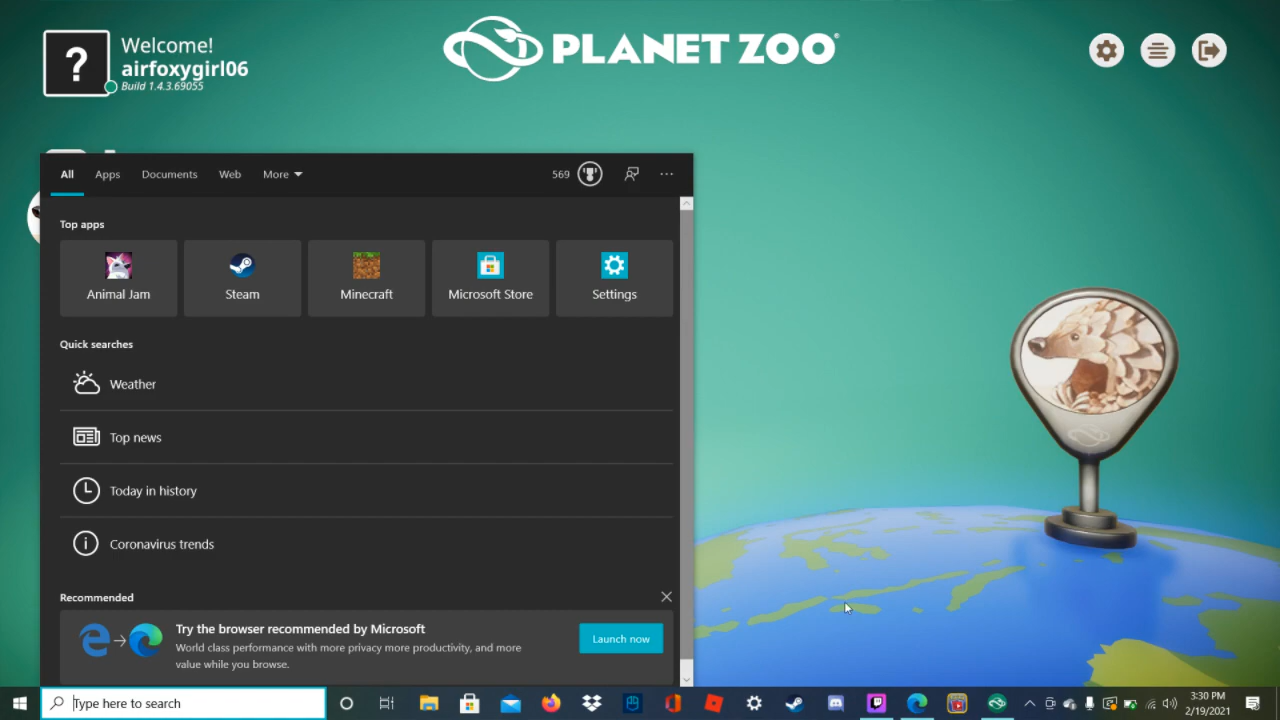 Welcome!
airfoxygirl06
Build 1.4.3.69055
PLANET ZOO
All Apps Documents Web More 569
Top apps
Animal Jam Steam Minecraft Microsoft Store Settings
Quick searches
Weather
Top news
Today in history
Coronavirus trends
Recommended
Try the browser recommended by Microsoft
World class performance with more privacy more productivity, and more
value while you browse.
Launch now
Type here to search
3:30 PM
2/19/2021